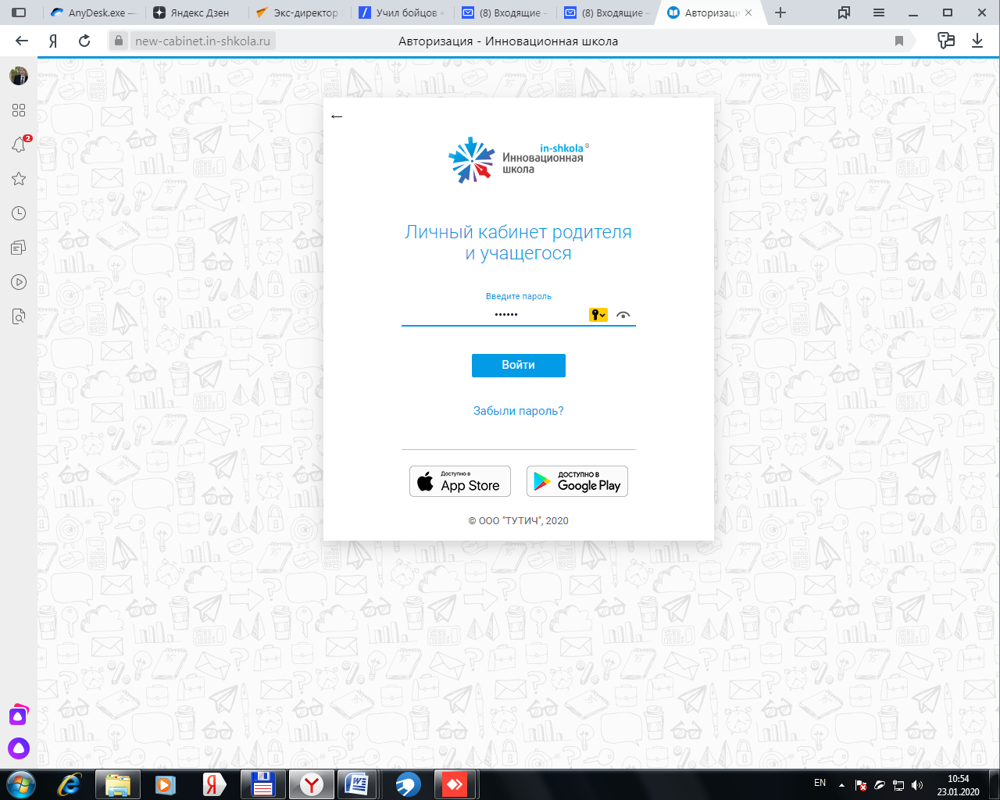 AnyDesk.exe —
Яндекс Дзен
Экс-директор
Учил бойцов «
(8) Входящие –
(8) Входящие –
Авторизаци
Я
new-cabinet.in-shkola.ru
Авторизация - Инновационная школа
2
in-shkola ®
Инновационная
школа
Личный кабинет родителя
и учащегося
Введите пароль
••••••
Войти
Забыли пароль?
Доступно в
App Store
ДОСТУПНО В
Google Play
© ООО "ТУТИЧ", 2020
EN
10:54
23.01.2020